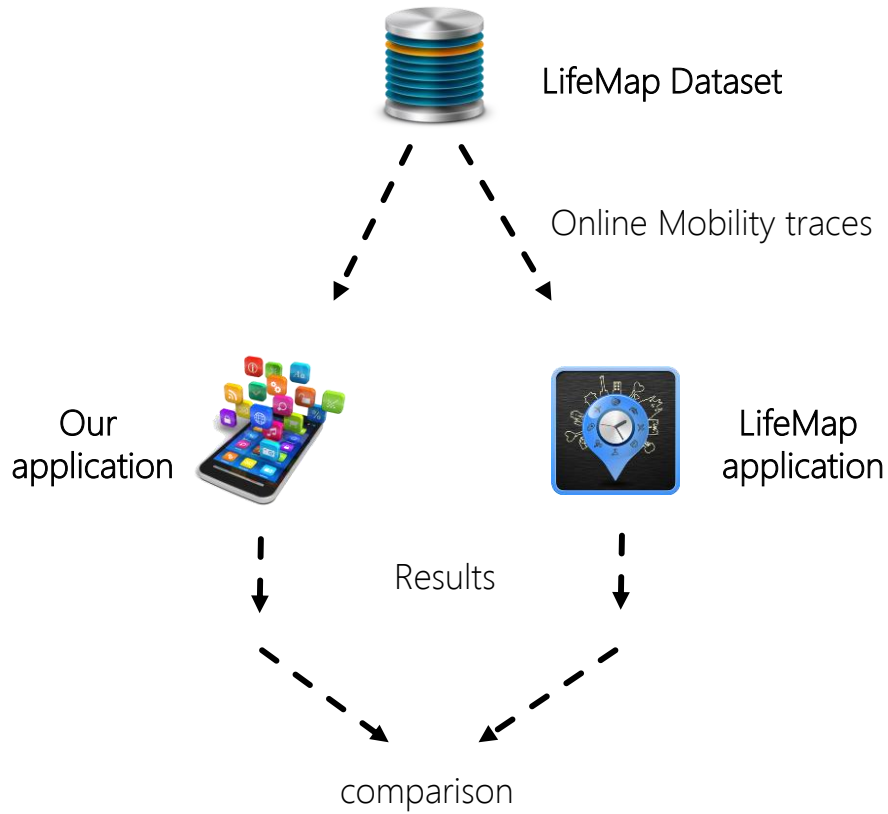 LifeMap Dataset
Online Mobility traces
Our
application
LifeMap
application
Results
comparison